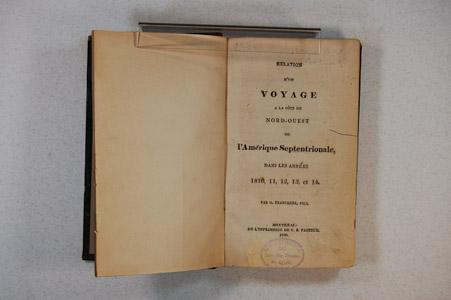 RELATION
D'UN
VOYAGE
A LA CÔTE DU
NORD-OUEST
DE
l'Amérique Septentrionale,
DANS LES ANNÉES
1810, 11, 12, 13, et 14.
PAR G. FRANCHERE, FILS.
MONTREAL:
DE L'IMPRIMERIE DE C. B. PASTEUR.